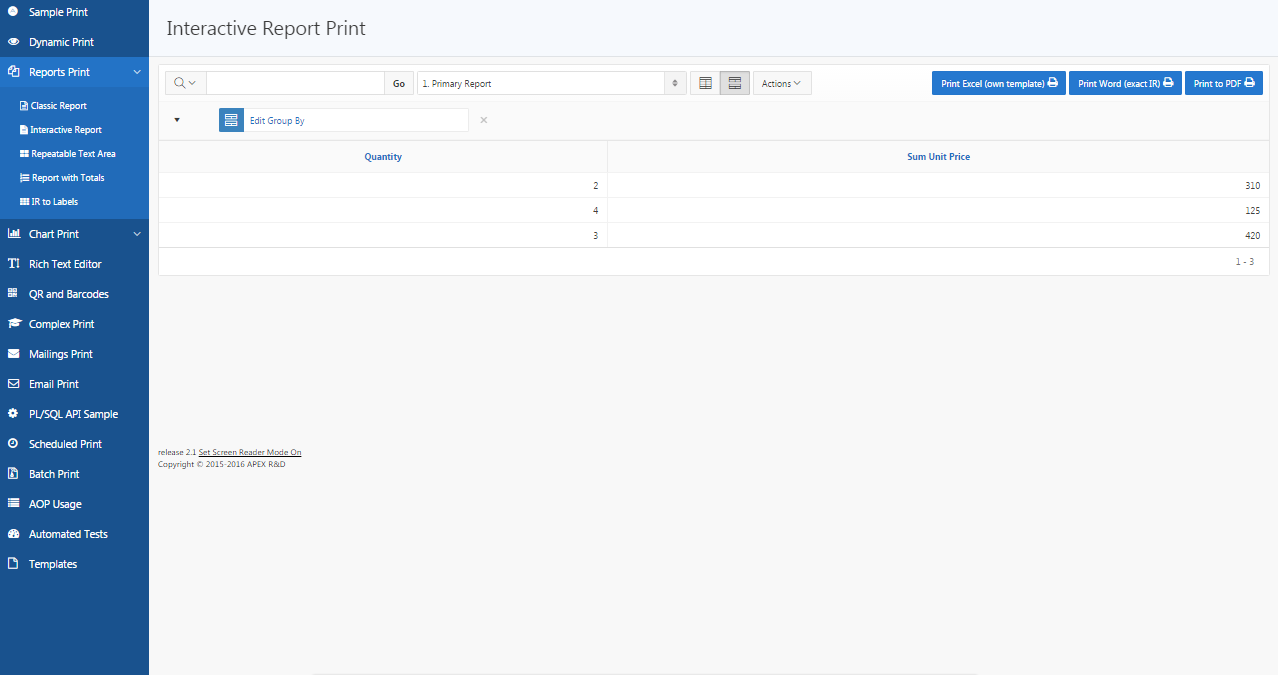 Sample Print
Dynamic Print
Reports Print
Classic Report
Interactive Report
Repeatable Text Area
Report with Totals
IR to Labels
Chart Print
Rich Text Editor
QR and Barcodes
Complex Print
Mailings Print
Email Print
PL/SQL API Sample
Scheduled Print
Batch Print
AOP Usage
Automated Tests
Templates
Interactive Report Print
Go 1. Primary Report Actions Print Excel (own template) Print Word (exact IR) Print to PDF
Edit Group By
Quantity Sum Unit Price
2 310
4 125
3 420
1 - 3
release 2.1 Set Screen Reader Mode On
Copyright © 2015-2016 APEX R&D